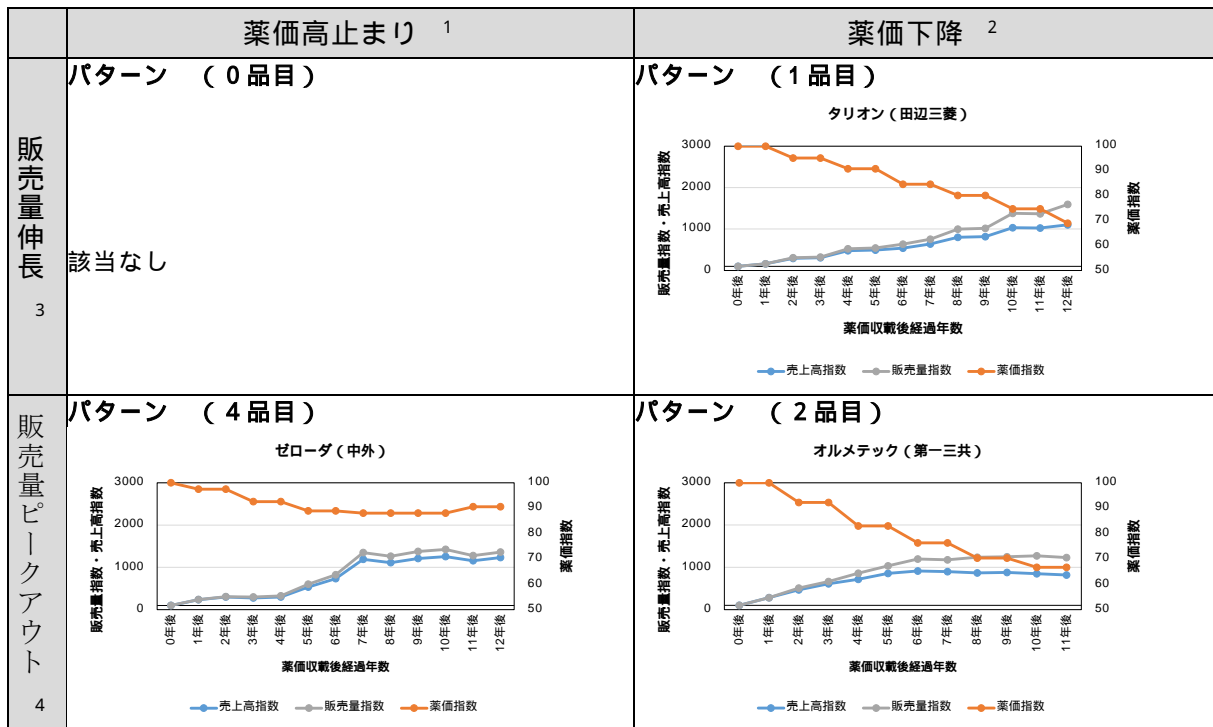 薬価高止まり 1
薬価下降 2
販売量伸長 3
パターン （0品目）
該当なし
パターン （1品目）
タリオン（田辺三菱）
販売量指数・売上高指数
3000
2000
1000
0
100
90
80
70
60
50
薬価指数
0年後 1年後 2年後 3年後 4年後 5年後 6年後 7年後 8年後 9年後 10年後 11年後 12年後
薬価収載後経過年数
売上高指数 販売量指数 薬価指数
販売量ピークアウト 4
パターン （4品目）
ゼローダ（中外）
販売量指数・売上高指数
3000
2000
1000
0
100
90
80
70
60
50
薬価指数
0年後 1年後 2年後 3年後 4年後 5年後 6年後 7年後 8年後 9年後 10年後 11年後 12年後
薬価収載後経過年数
売上高指数 販売量指数 薬価指数
パターン （2品目）
オルメテック（第一三共）
販売量指数・売上高指数
3000
2000
1000
0
100
90
80
70
60
50
薬価指数
0年後 1年後 2年後 3年後 4年後 5年後 6年後 7年後 8年後 9年後 10年後 11年後
薬価収載後経過年数
売上高指数 販売量指数 薬価指数